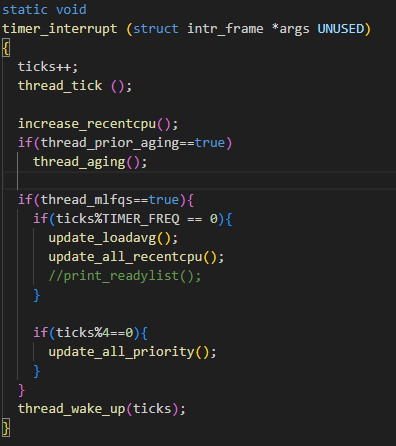 static void
timer_interrupt (struct intr_frame *args UNUSED)
{
  ticks++;
  thread_tick ();

  increase_recentcpu();
  if(thread_prior_aging==true)
    thread_aging();

  if(thread_mlfqs==true){
    if(ticks%TIMER_FREQ == 0){
      update_loadavg();
      update_all_recentcpu();
      //print_readylist();
    }

    if(ticks%4==0){
      update_all_priority();
    }
  }
  thread_wake_up(ticks);
}